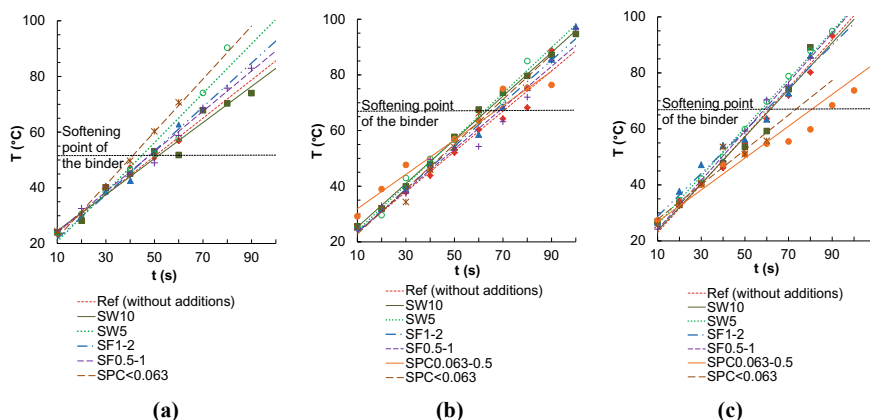 100
80
60
40
20
T (°C)
Softening
point of
the binder
10
30
50
70
90
t (s)
Ref (without additions)
SW10
SW5
SF1-2
SF0.5-1
SPC<0.063
(a)
100
80
60
40
20
T (°C)
Softening point
of the binder
10
30
50
70
90
t (s)
Ref (without additions)
SW10
SW5
SF1-2
SF0.5-1
SPC0.063-0.5
SPC<0.063
(b)
100
80
60
40
20
T (°C)
Softening point
of the binder
10
30
50
70
90
t (s)
Ref (without additions)
SW10
SW5
SF1-2
SF0.5-1
SPC0.063-0.5
SPC<0.063
(c)